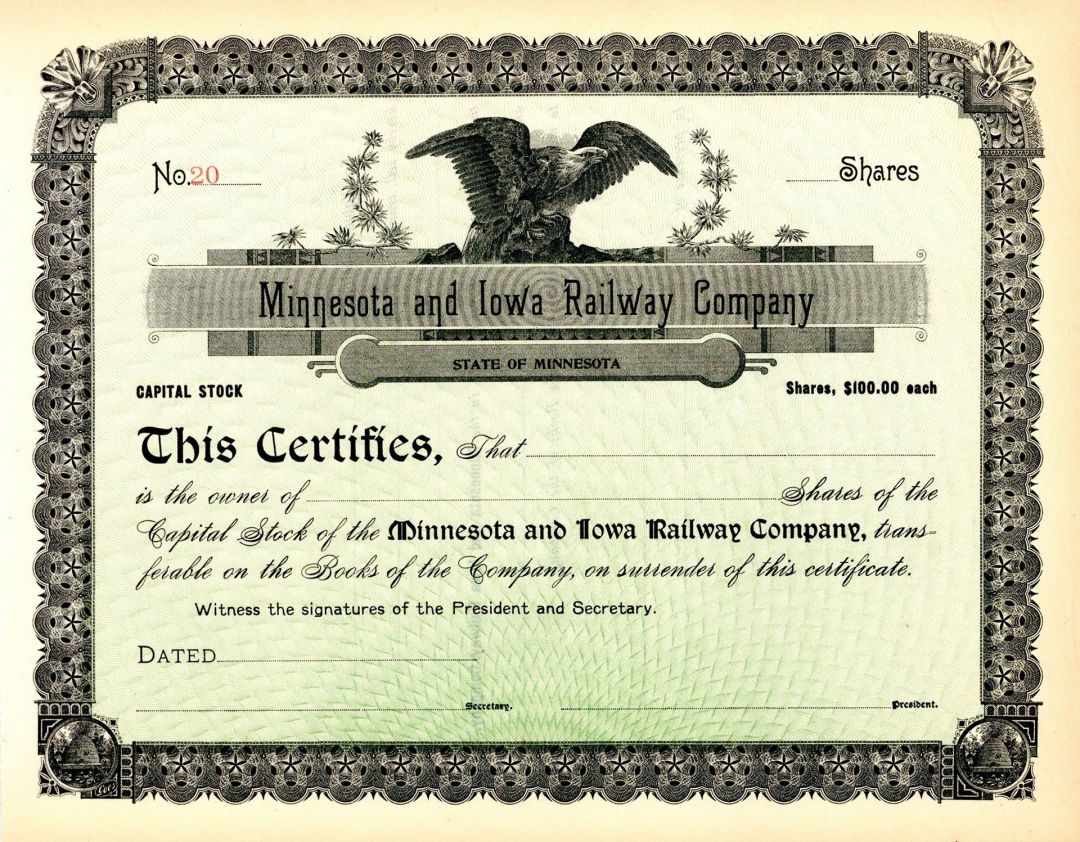 No. 20
Shares
Minnesota and Iowa Railway Company
STATE OF MINNESOTA
CAPITAL STOCK
Shares, $100.00 each
This Certifies, That
is the owner of Shares of the
Capital Stock of the Minnesota and Iowa Railway Company, trans-
ferable on the Books of the Company, on surrender of this certificate.
Witness the signatures of the President and Secretary.
DATED
Secretary.
President.